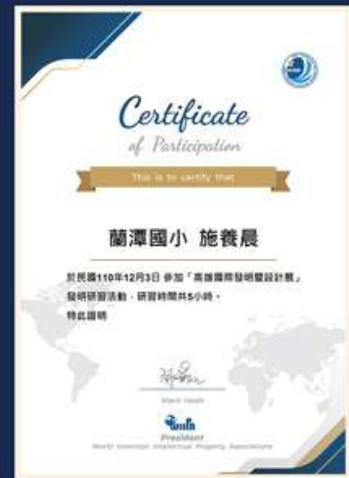 Certificate
of Participation
This is to certify that
蘭潭國小 施養晨
於民國110年12月3日 參加「高雄國際發明暨設計展」
發明研習活動，研習時間共5小時。
特此證明
President
World Invention Intellectual Property Associations